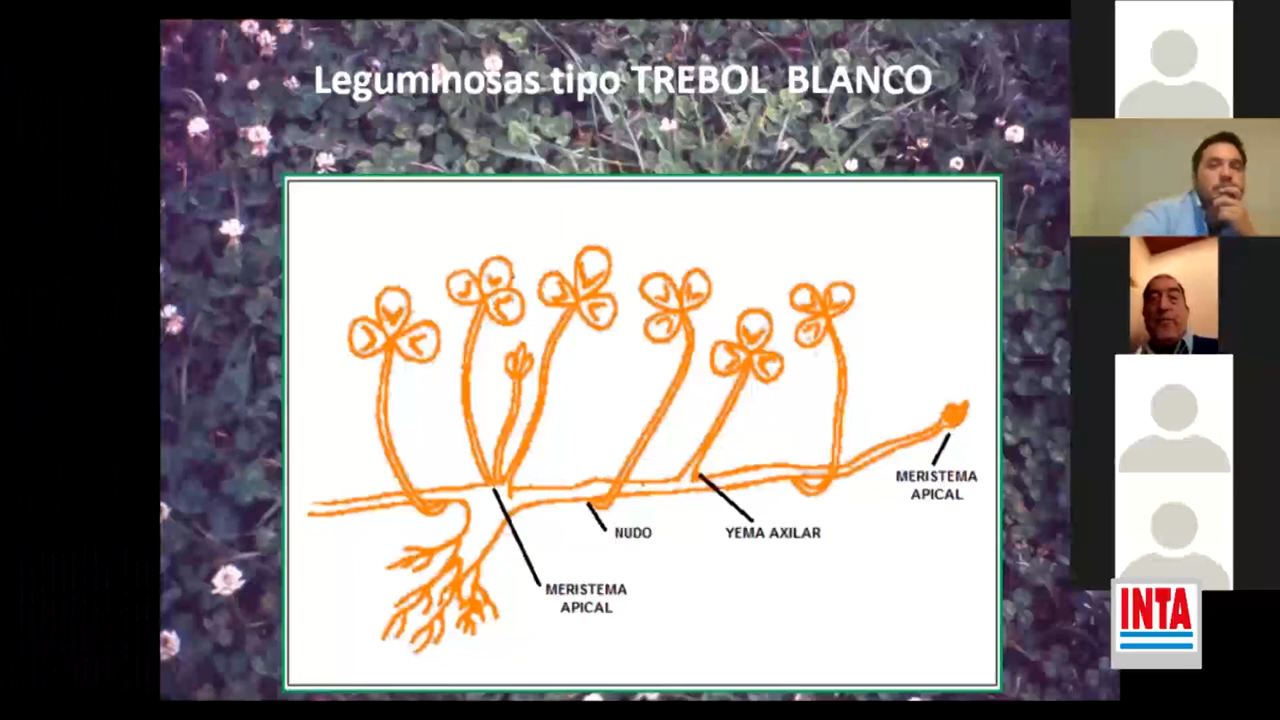 Leguminosas tipo TREBOL BLANCO
MERISTEMA
APICAL
NUDO
YEMA AXILAR
MERISTEMA
APICAL
INTA